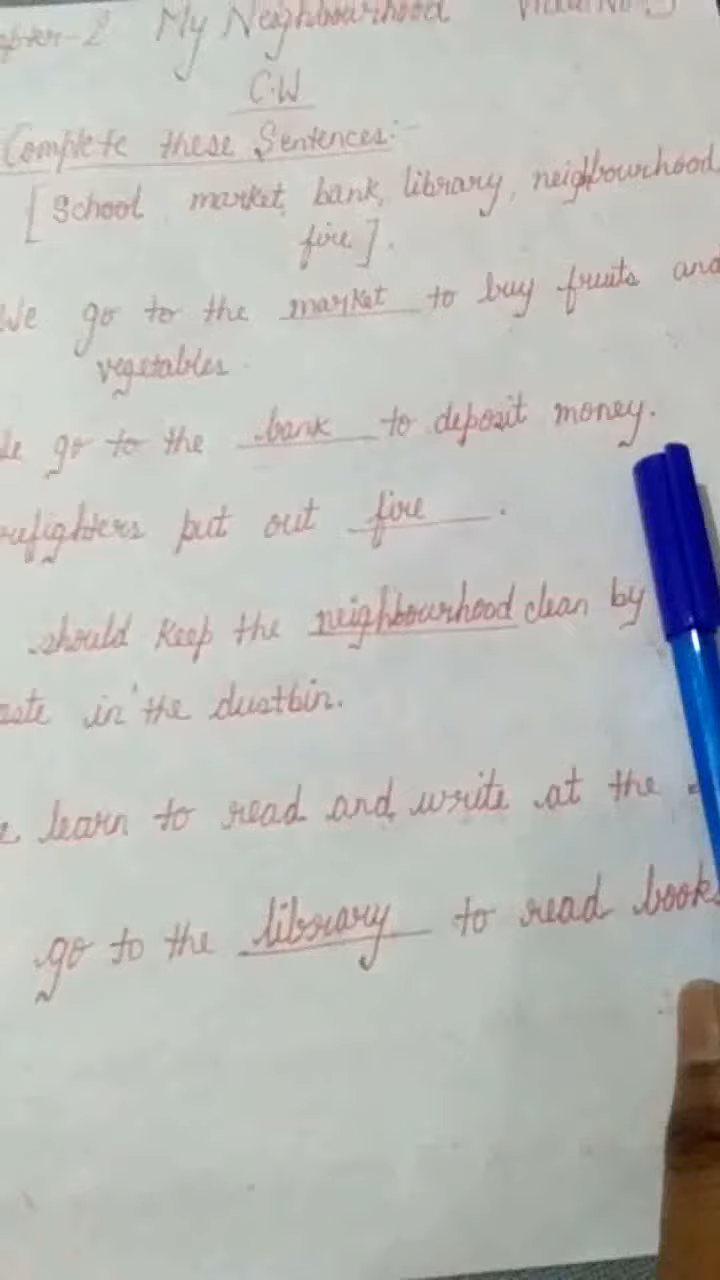 My Neighbourhood
C.W
Complete these Sentences:-
[School market, bank, library, neighbourhood,
fire].
go to the market to buy fruits and
vegetables.
go to the bank to deposit money.
put out fire.
should keep the neighbourhood clean by
in the dustbin.
learn to read and write at the
go to the library to read book